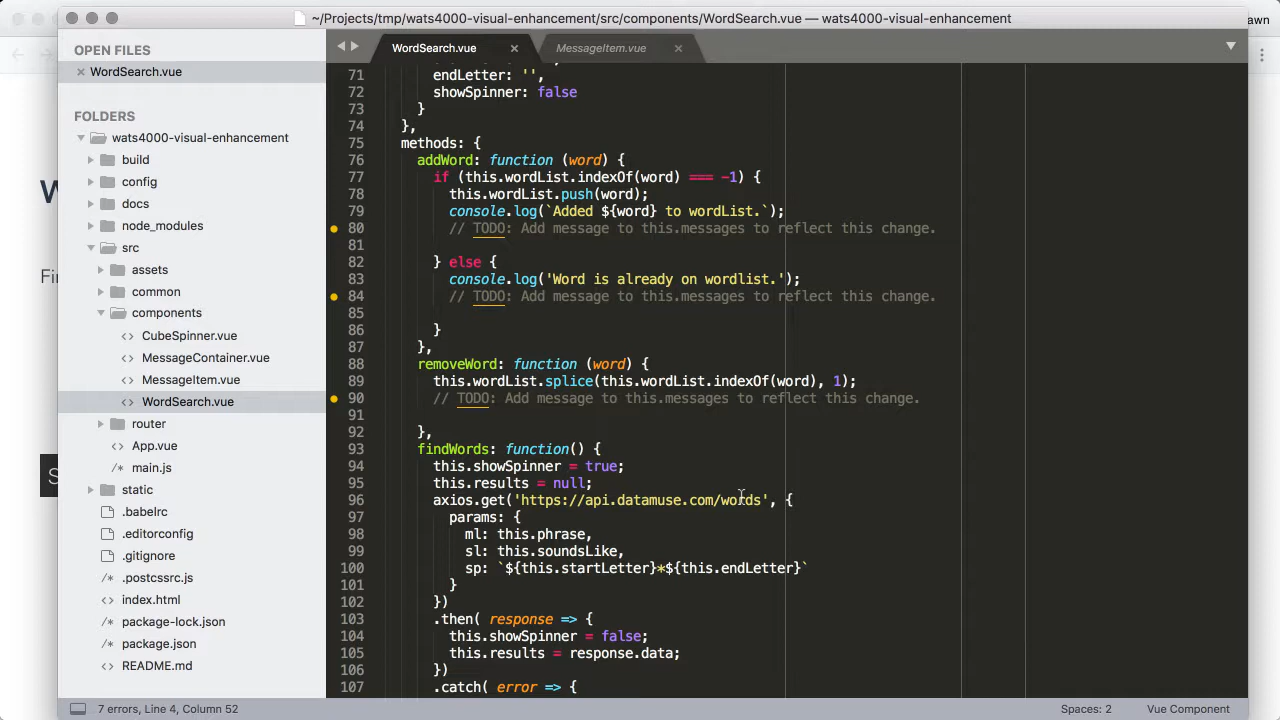 ~/Projects/tmp/wats4000-visual-enhancement/src/components/WordSearch.vue — wats4000-visual-enhancement
awn
OPEN FILES
WordSearch.vue
FOLDERS
wats4000-visual-enhancement
build
config
docs
node_modules
src
assets
common
components
CubeSpinner.vue
MessageContainer.vue
MessageItem.vue
WordSearch.vue
router
App.vue
main.js
static
.babelrc
.editorconfig
.gitignore
.postcssrc.js
index.html
package-lock.json
package.json
README.md
W
Fin
S
WordSearch.vue
MessageItem.vue
71 endLetter: '',
72 showSpinner: false
73 }
74 },
75 methods: {
76 addWord: function (word) {
77 if (this.wordList.indexOf(word) === -1) {
78 this.wordList.push(word);
79 console.log(`Added ${word} to wordList.`);
80 // TODO: Add message to this.messages to reflect this change.
81
82 } else {
83 console.log('Word is already on wordlist.');
84 // TODO: Add message to this.messages to reflect this change.
85
86 }
87 },
88 removeWord: function (word) {
89 this.wordList.splice(this.wordList.indexOf(word), 1);
90 // TODO: Add message to this.messages to reflect this change.
91
92 },
93 findWords: function() {
94 this.showSpinner = true;
95 this.results = null;
96 axios.get('https://api.datamuse.com/words', {
97 params: {
98 ml: this.phrase,
99 sl: this.soundsLike,
100 sp: `${this.startLetter}*${this.endLetter}`
101 }
102 })
103 .then( response => {
104 this.showSpinner = false;
105 this.results = response.data;
106 })
107 .catch( error => {
7 errors, Line 4, Column 52
Spaces: 2
Vue Component